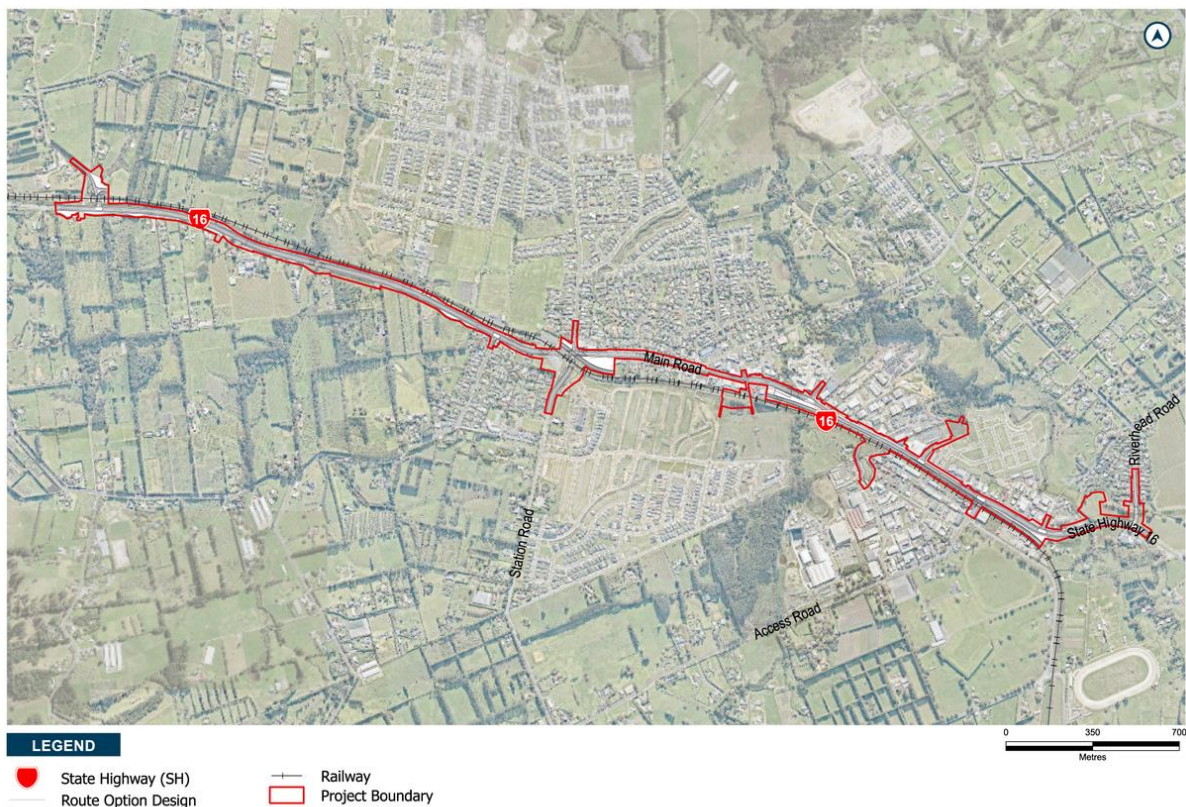 16
Main Road
16
Riverhead Road
State Highway 16
Station Road
Access Road
0 350 700
Metres
LEGEND
State Highway (SH)
Route Option Design
Railway
Project Boundary